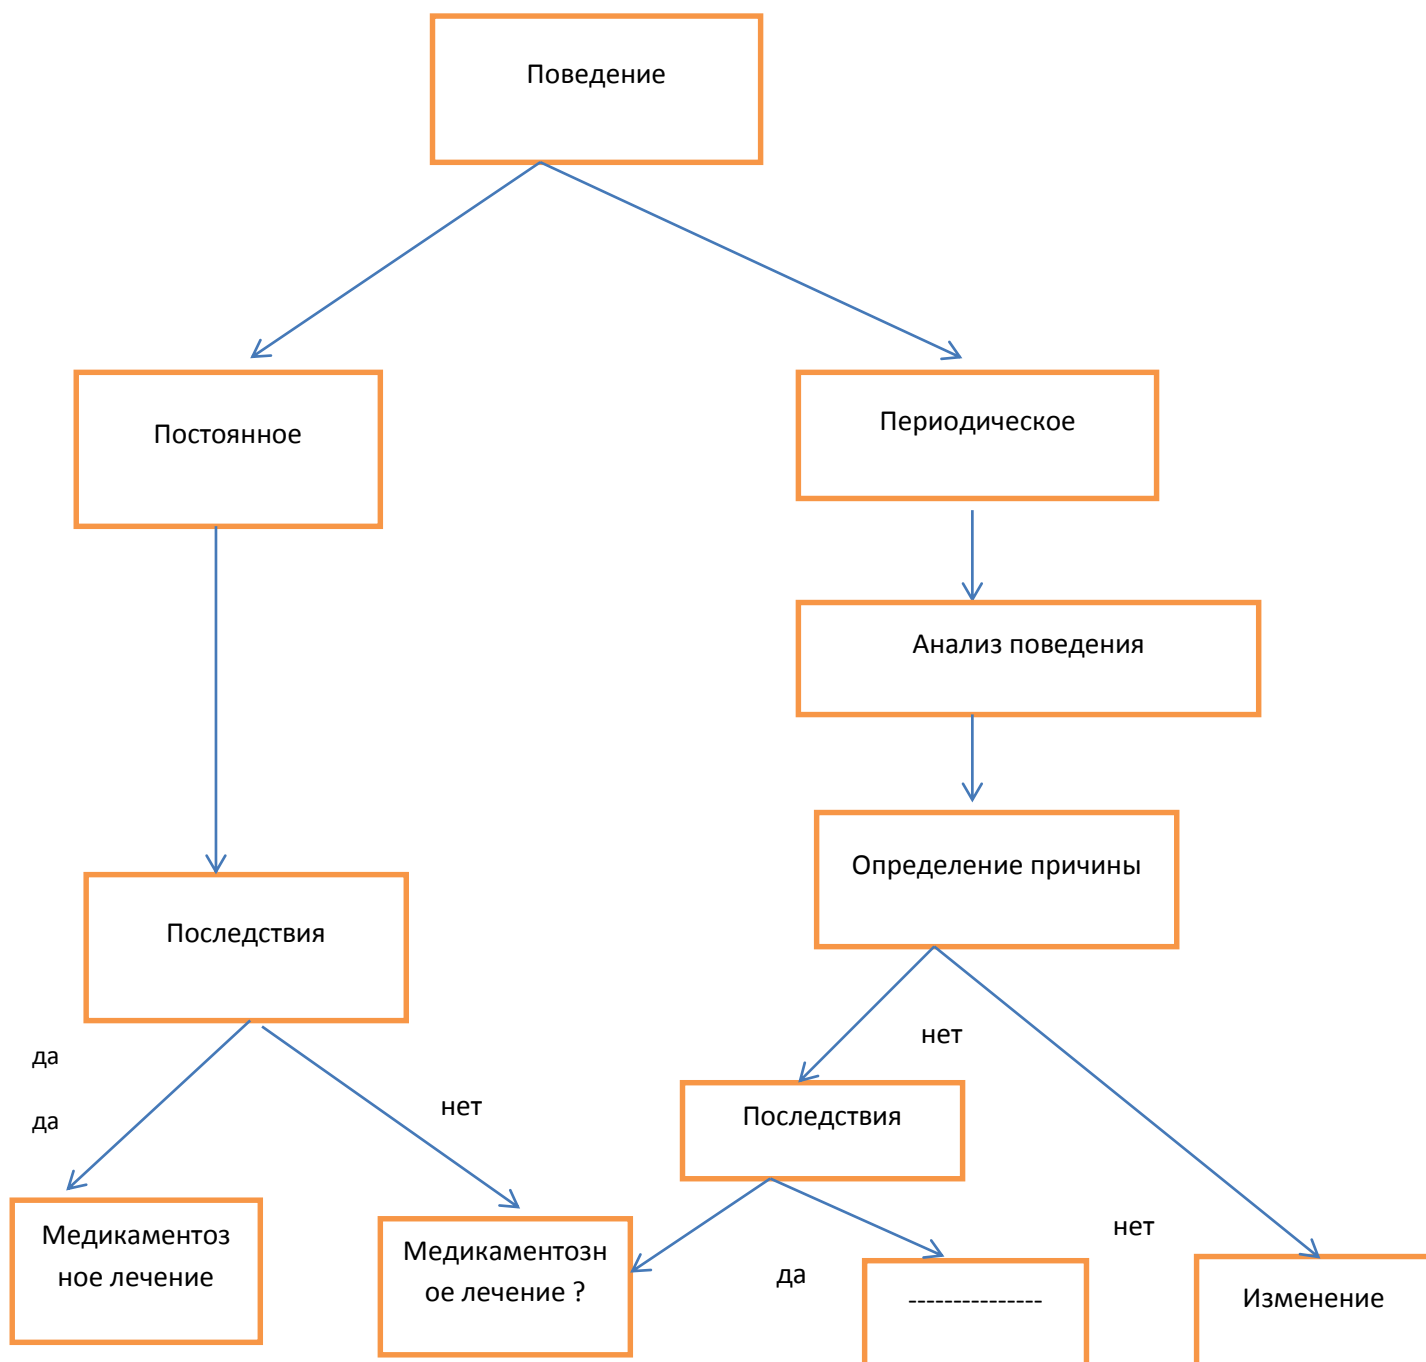 Поведение
Постоянное
Периодическое
Анализ поведения
Определение причины
Последствия
да
да
нет
нет
Последствия
нет
да
Медикаментоз
ное лечение
Медикаментозн
ое лечение ?
---------------
Изменение